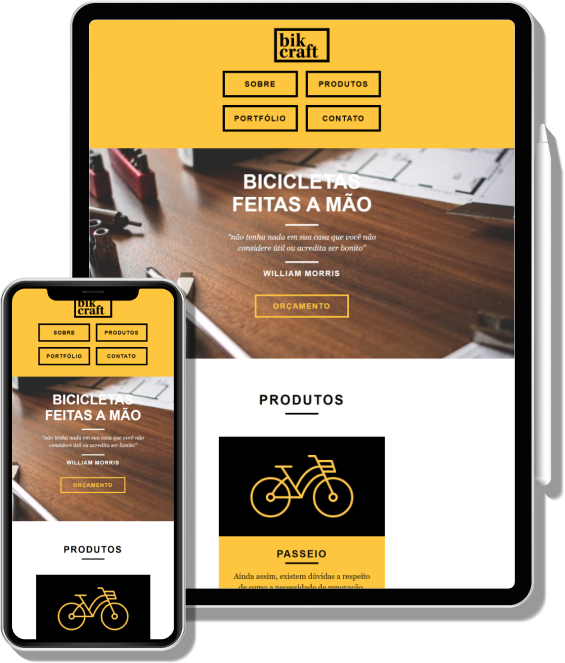 bik
craft
SOBRE
PRODUTOS
PORTFÓLIO
CONTATO
BICICLETAS
FEITAS A MÃO
"não tenha nada em sua casa que você não
considere útil ou acredita ser bonito"
WILLIAM MORRIS
ORÇAMENTO
PRODUTOS
PASSEIO
Ainda assim, existem dúvidas a respeito
de como a necessidade de renovação
bik
craft
SOBRE
PRODUTOS
PORTFÓLIO
CONTATO
BICICLETAS
FEITAS A MÃO
"não tenha nada em sua casa que você não
considere útil ou acredita ser bonito"
WILLIAM MORRIS
ORÇAMENTO
PRODUTOS